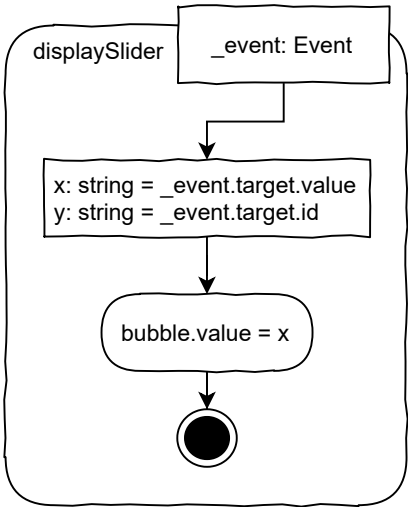 displaySlider
_event: Event
x: string = _event.target.value
y: string = _event.target.id
bubble.value = x